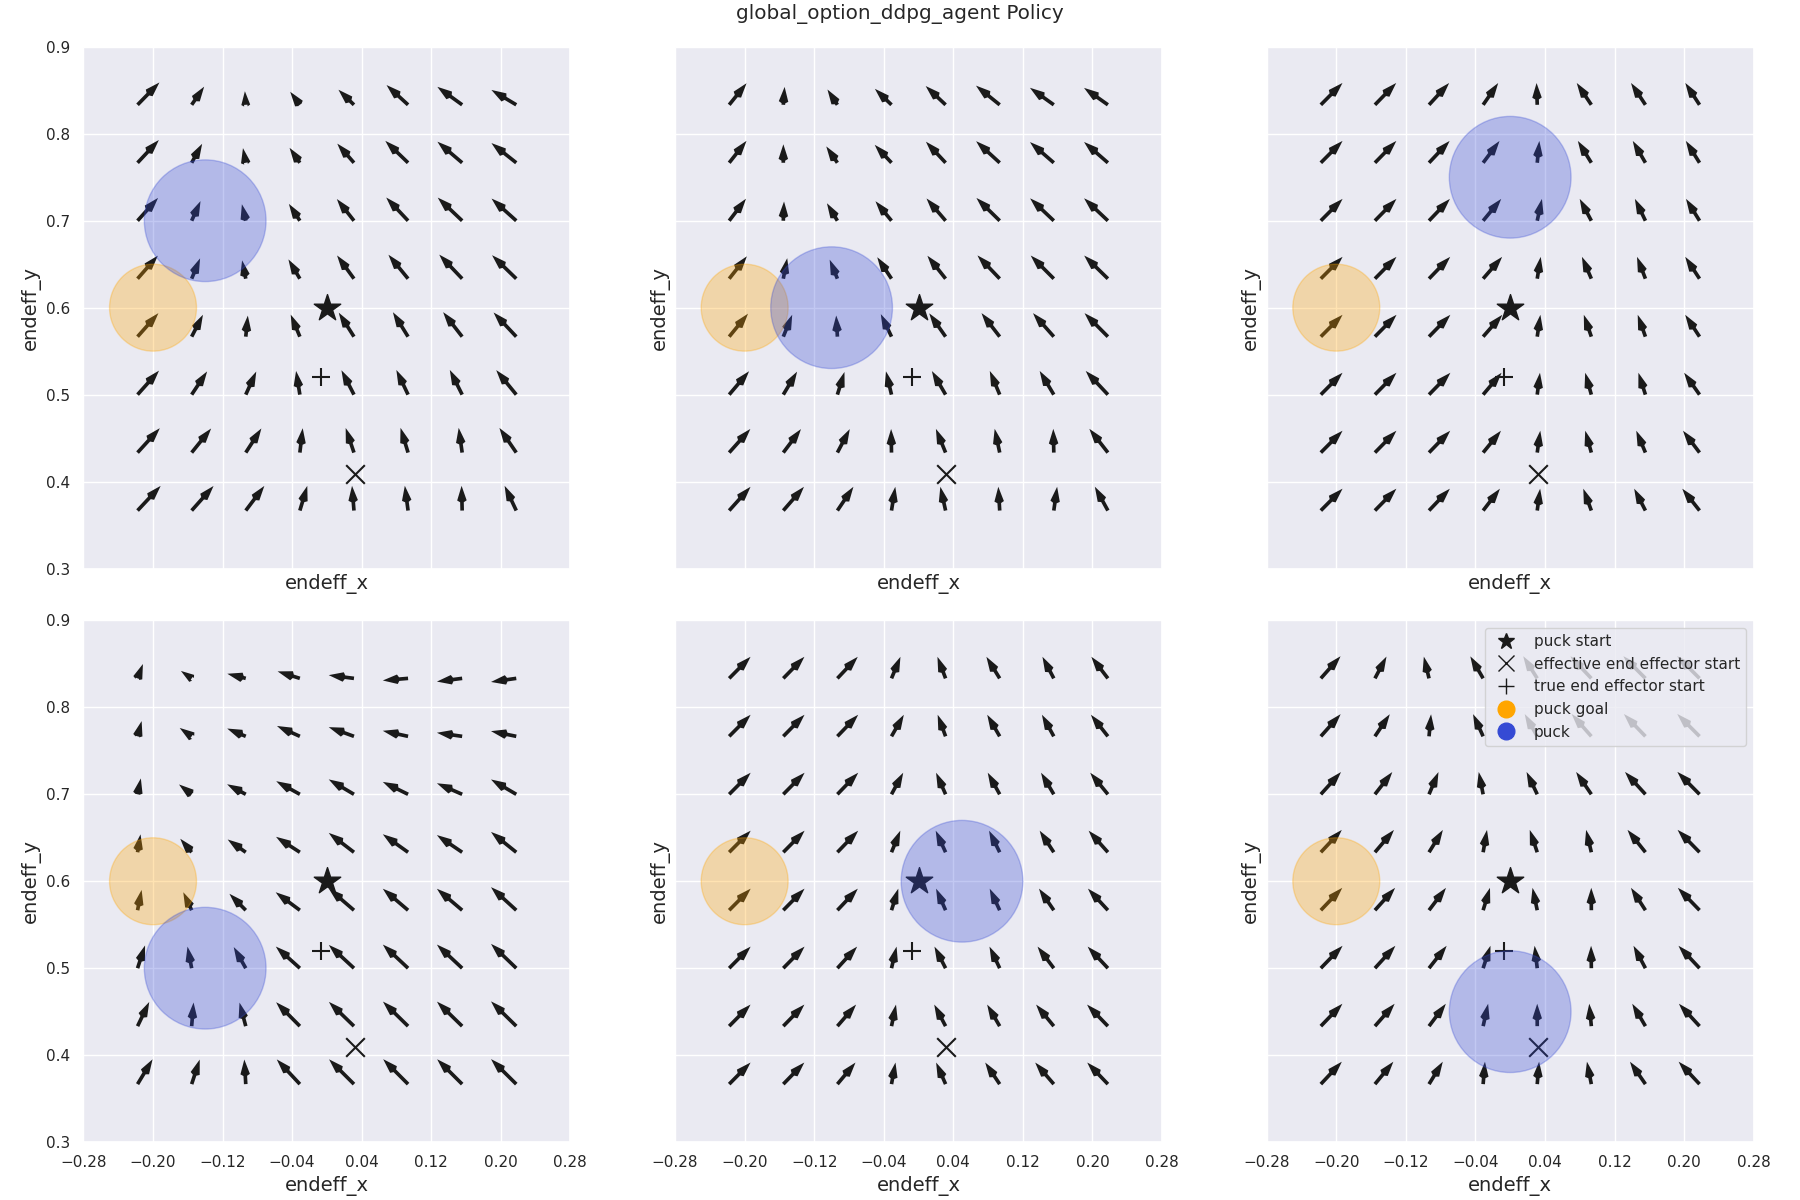 global_option_ddpg_agent Policy
0.9
0.8
0.7
0.6
0.5
0.4
0.3
endeff_y
endeff_x
endeff_y
endeff_x
endeff_y
endeff_x
0.9
0.8
0.7
0.6
0.5
0.4
0.3
endeff_y
−0.28 −0.20 −0.12 −0.04 0.04 0.12 0.20 0.28
endeff_x
endeff_y
−0.28 −0.20 −0.12 −0.04 0.04 0.12 0.20 0.28
endeff_x
puck start
effective end effector start
true end effector start
puck goal
puck
endeff_y
−0.28 −0.20 −0.12 −0.04 0.04 0.12 0.20 0.28
endeff_x